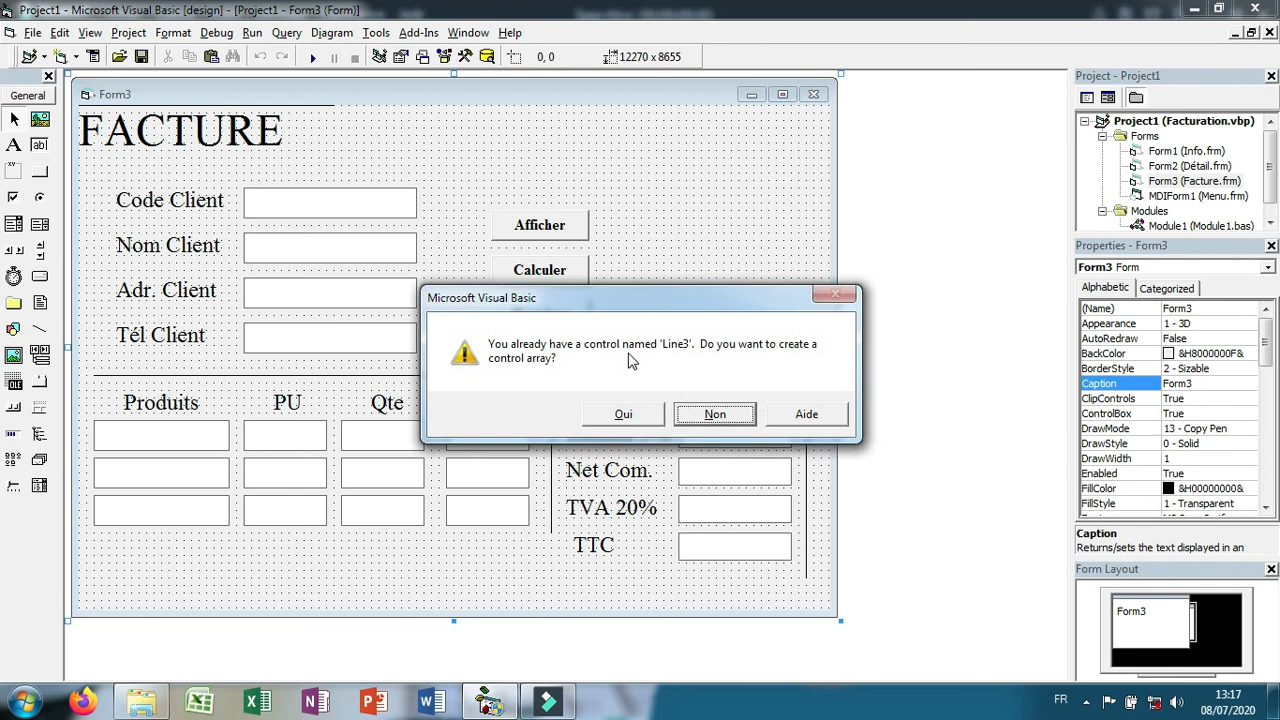 Project1 - Microsoft Visual Basic [design] - [Project1 - Form3 (Form)]
File Edit View Project Format Debug Run Query Diagram Tools Add-Ins Window Help
0, 0 12270 x 8655
General
Form3
FACTURE
Code Client
Nom Client
Adr. Client
Tél Client
Afficher
Calculer
Produits PU Qte
Net Com.
TVA 20%
TTC
Microsoft Visual Basic
You already have a control named 'Line3'. Do you want to create a
control array?
Oui Non Aide
Project - Project1
Project1 (Facturation.vbp)
Forms
Form1 (Info.frm)
Form2 (Détail.frm)
Form3 (Facture.frm)
MDIForm1 (Menu.frm)
Modules
Module1 (Module1.bas)
Properties - Form3
Form3 Form
Alphabetic Categorized
(Name) Form3
Appearance 1 - 3D
AutoRedraw False
BackColor &H8000000F&
BorderStyle 2 - Sizable
Caption Form3
ClipControls True
ControlBox True
DrawMode 13 - Copy Pen
DrawStyle 0 - Solid
DrawWidth 1
Enabled True
FillColor &H00000000&
FillStyle 1 - Transparent
Caption
Returns/sets the text displayed in an
Form Layout
Form3
FR
13:17
08/07/2020